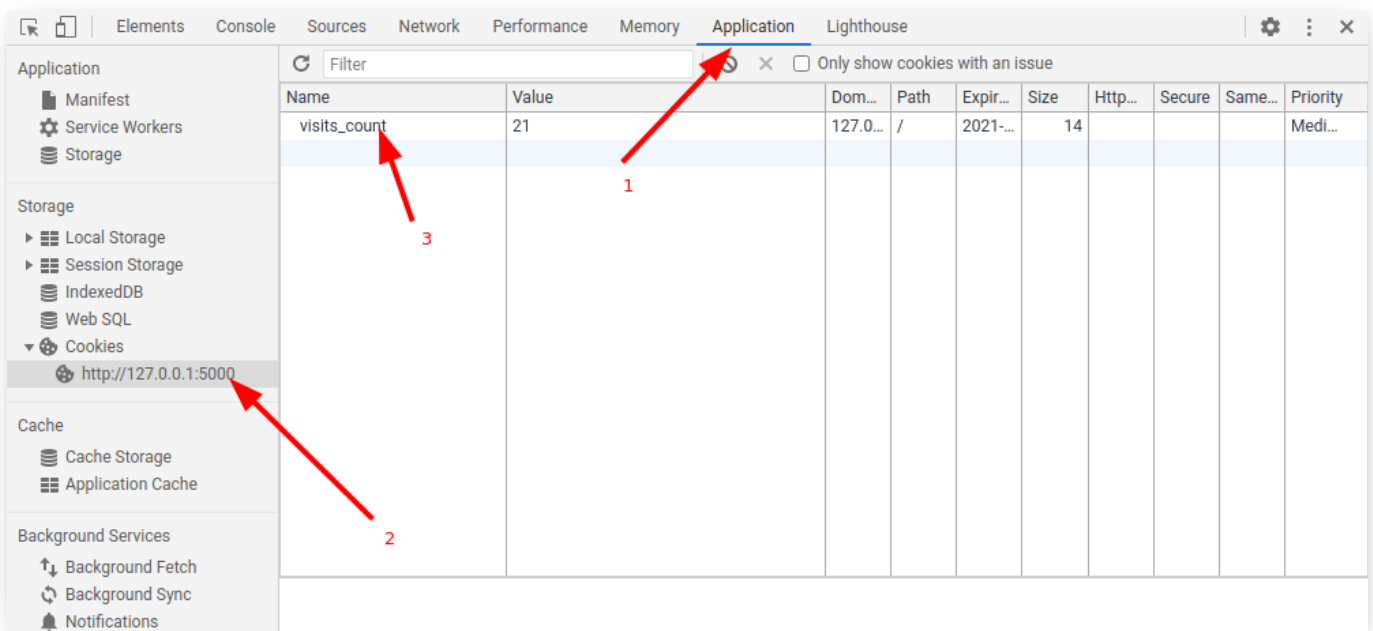 Elements Console Sources Network Performance Memory Application Lighthouse
Application
Manifest
Service Workers
Storage
Storage
Local Storage
Session Storage
IndexedDB
Web SQL
Cookies
http://127.0.0.1:5000
Cache
Cache Storage
Application Cache
Background Services
Background Fetch
Background Sync
Notifications
Filter Only show cookies with an issue
Name Value Dom... Path Expir... Size Http... Secure Same... Priority
visits_count 21 127.0... / 2021-... 14 Medi...
1
3
2